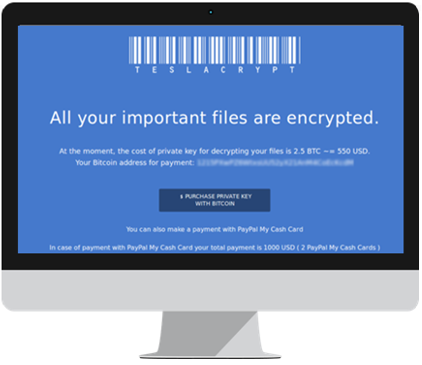 TESLACRYPT
All your important files are encrypted.
At the moment, the cost of private key for decrypting your files is 2.5 BTC ~= 550 USD.
Your Bitcoin address for payment:
$ PURCHASE PRIVATE KEY
WITH BITCOIN
You can also make a payment with PayPal My Cash Card
In case of payment with PayPal My Cash Card your total payment is 1000 USD ( 2 PayPal My Cash Cards )